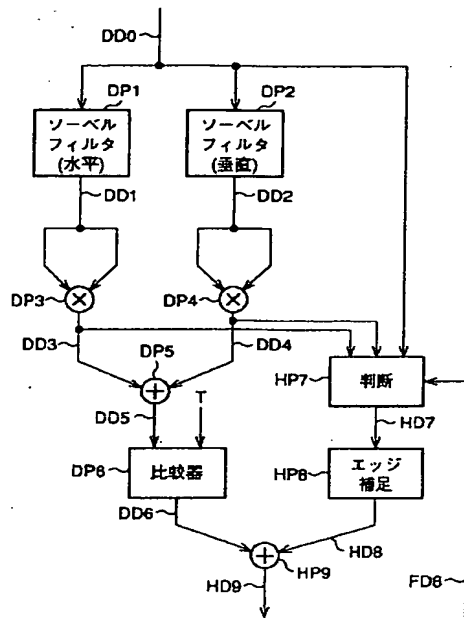 DD0
DP1
DP2
ソーベル
フィルタ
(水平)
ソーベル
フィルタ
(垂直)
DD1
DD2
DP3
DP4
DD3
DD4
DP5
HP7
判断
DD5
T
HD7
DP6
比較器
HP8
エッジ
補足
DD6
HD8
HD9
HP9
FD6